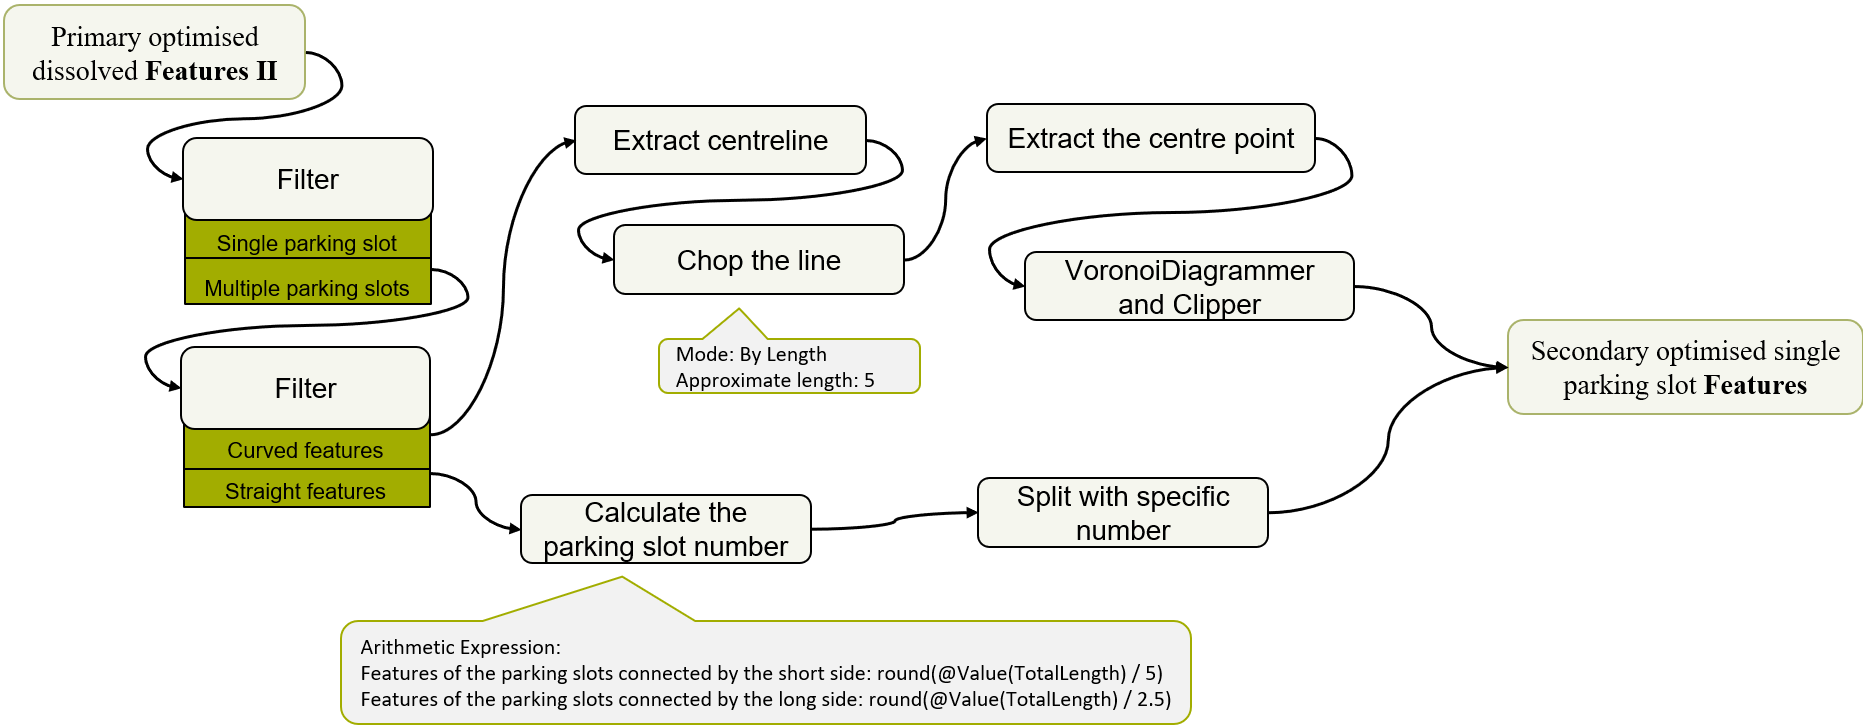 Primary optimised
dissolved Features II
Filter
Single parking slot
Multiple parking slots
Filter
Curved features
Straight features
Extract centreline
Chop the line
Mode: By Length
Approximate length: 5
Extract the centre point
VoronoiDiagrammer
and Clipper
Calculate the
parking slot number
Arithmetic Expression:
Features of the parking slots connected by the short side: round(@Value(TotalLength) / 5)
Features of the parking slots connected by the long side: round(@Value(TotalLength) / 2.5)
Split with specific
number
Secondary optimised single
parking slot Features